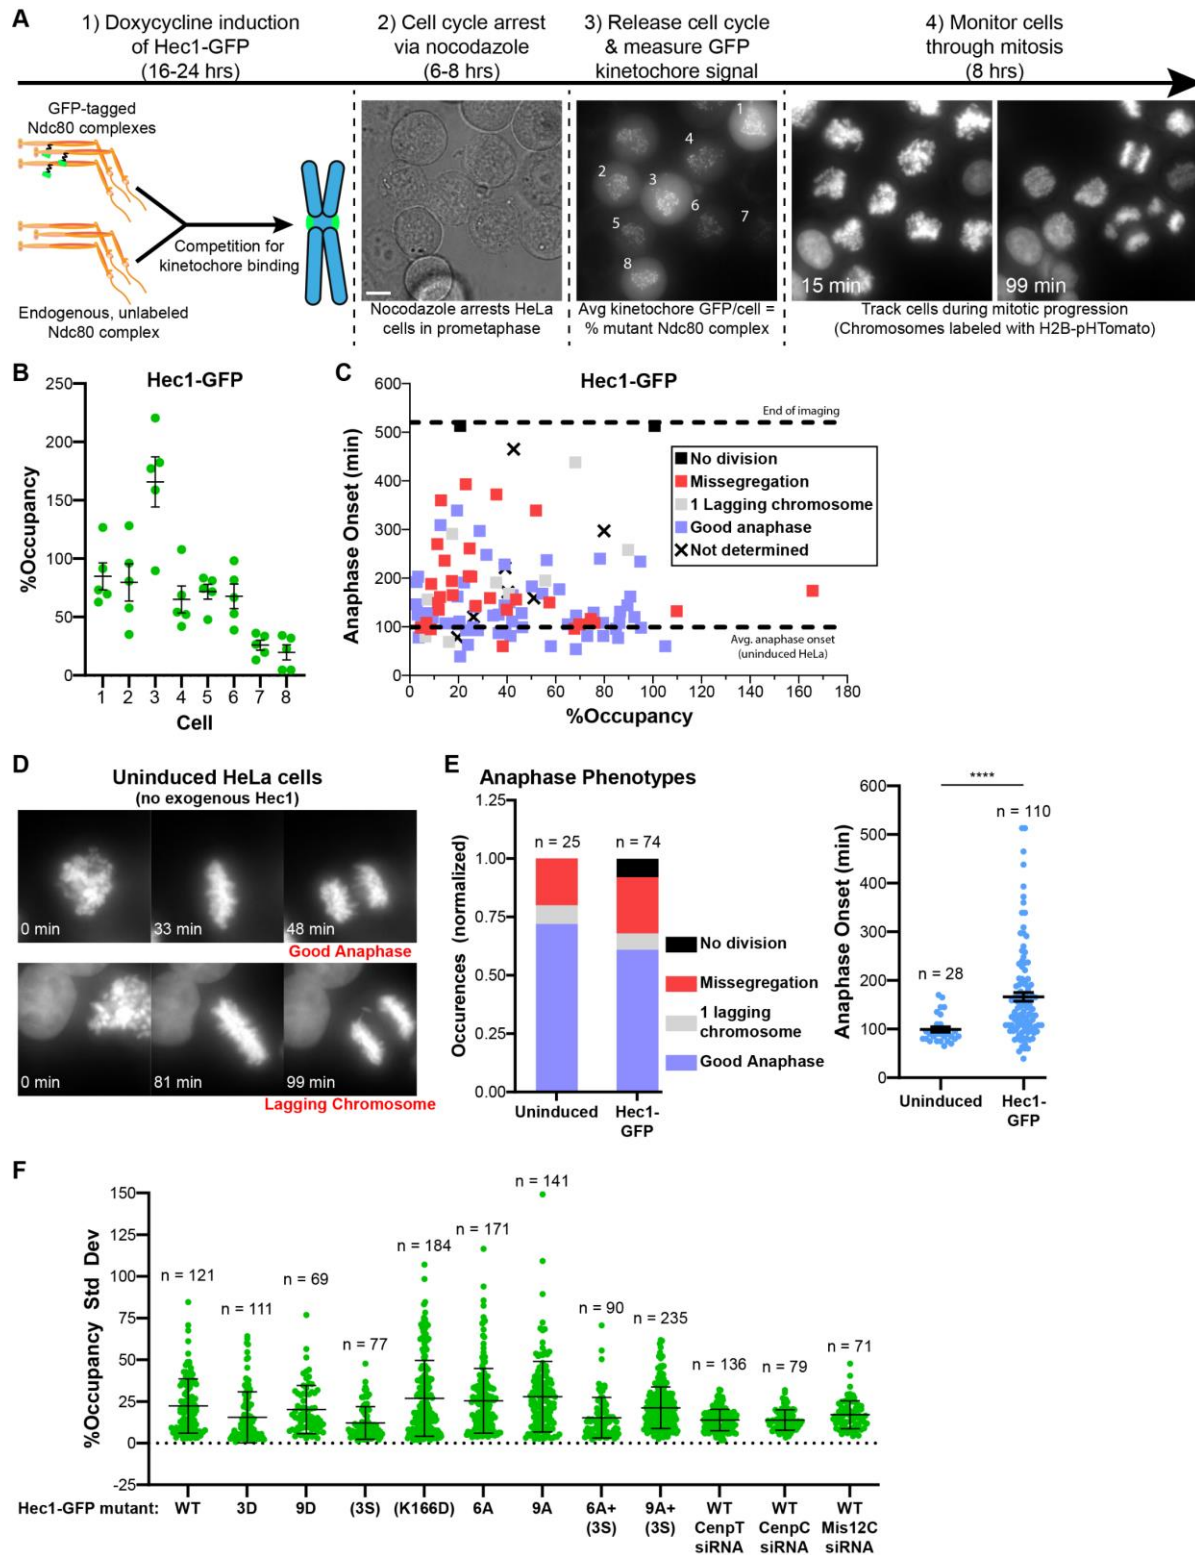 A
1) Doxycycline induction
of Hec1-GFP
(16-24 hrs)
2) Cell cycle arrest
via nocodazole
(6-8 hrs)
3) Release cell cycle
& measure GFP
kinetochore signal
4) Monitor cells
through mitosis
(8 hrs)
GFP-tagged
Ndc80 complexes
Competition for
kinetochore binding
Endogenous, unlabeled
Ndc80 complex
Nocodazole arrests HeLa
cells in prometaphase
1
2
3
4
5
6
7
8
Avg kinetochore GFP/cell =
% mutant Ndc80 complex
15 min
99 min
Track cells during mitotic progression
(Chromosomes labeled with H2B-pHTomato)
B
Hec1-GFP
%Occupancy
250
200
150
100
50
0
1 2 3 4 5 6 7 8
Cell
C
Hec1-GFP
Anaphase Onset (min)
600
500
400
300
200
100
0
End of imaging
No division
Missegregation
1 Lagging chromosome
Good anaphase
Not determined
Avg. anaphase onset
(uninduced HeLa)
0 20 40 60 80 100 120 140 160 180
%Occupancy
D
Uninduced HeLa cells
(no exogenous Hec1)
0 min
33 min
48 min
Good Anaphase
0 min
81 min
99 min
Lagging Chromosome
E
Anaphase Phenotypes
Occurences (normalized)
1.25
1.00
0.75
0.50
0.25
0.00
n = 25
n = 74
Uninduced
Hec1-
GFP
No division
Missegregation
1 lagging
chromosome
Good Anaphase
Anaphase Onset (min)
600
500
400
300
200
100
0
****
n = 110
n = 28
Uninduced
Hec1-
GFP
F
%Occupancy Std Dev
150
125
100
75
50
25
0
-25
n = 121
n = 111
n = 69
n = 77
n = 184
n = 171
n = 141
n = 90
n = 235
n = 136
n = 79
n = 71
Hec1-GFP mutant:
WT
3D
9D
(3S)
(K166D)
6A
9A
6A+
(3S)
9A+
(3S)
WT
CenpT
siRNA
WT
CenpC
siRNA
WT
Mis12C
siRNA